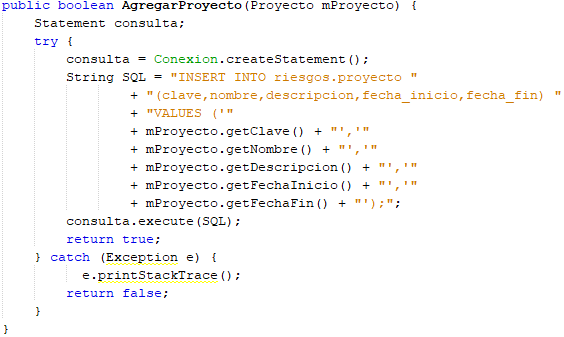 public boolean AgregarProyecto(Proyecto mProyecto) {
    Statement consulta;
    try {
        consulta = Conexion.createStatement();
        String SQL = "INSERT INTO riesgos.proyecto "
                + "(clave,nombre,descripcion,fecha_inicio,fecha_fin) "
                + "VALUES ('"
                + mProyecto.getClave() + "','"
                + mProyecto.getNombre() + "','"
                + mProyecto.getDescripcion() + "','"
                + mProyecto.getFechaInicio() + "','"
                + mProyecto.getFechaFin() + "');";
        consulta.execute(SQL);
        return true;
    } catch (Exception e) {
          e.printStackTrace();
        return false;
    }
}